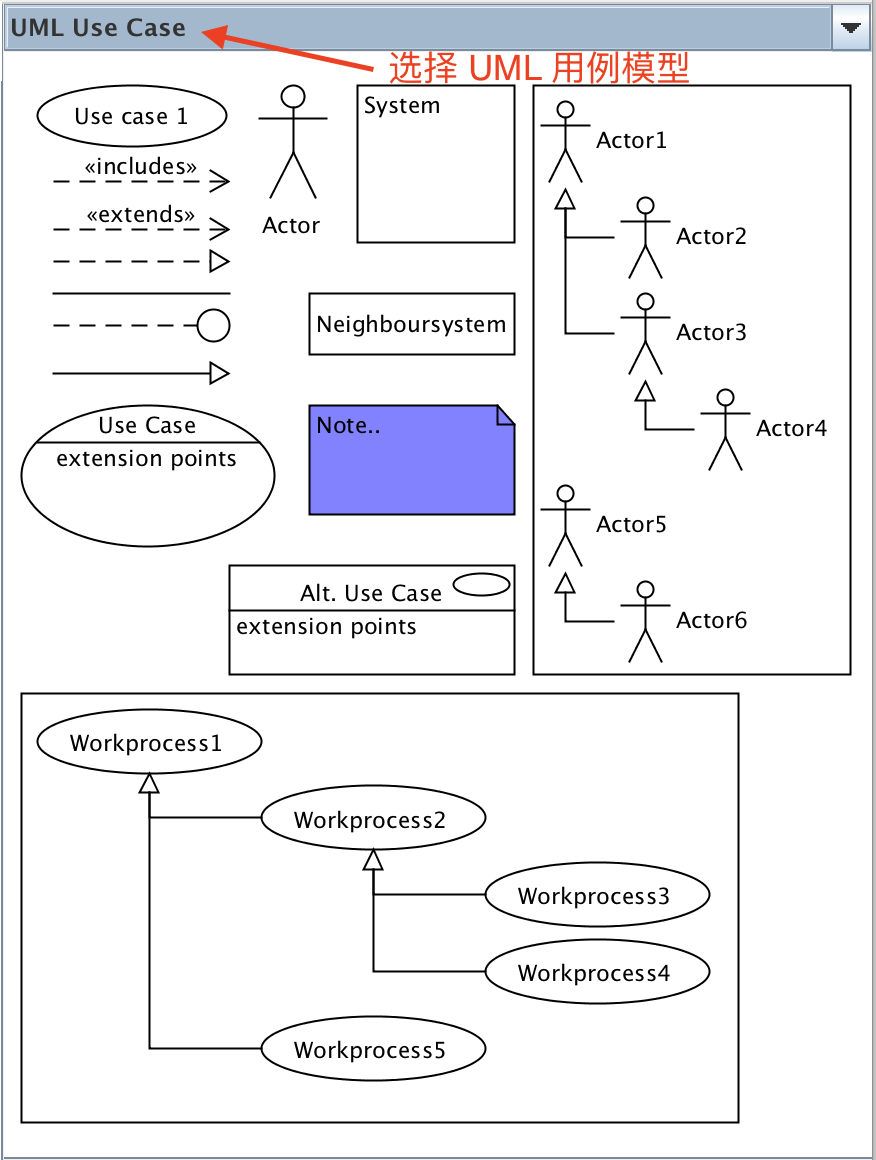 UML Use Case
选择 UML 用例模型
Use case 1
«includes»
«extends»
Actor
System
Neighboursystem
Use Case
extension points
Note..
Alt. Use Case
extension points
Actor1
Actor2
Actor3
Actor4
Actor5
Actor6
Workprocess1
Workprocess2
Workprocess3
Workprocess4
Workprocess5